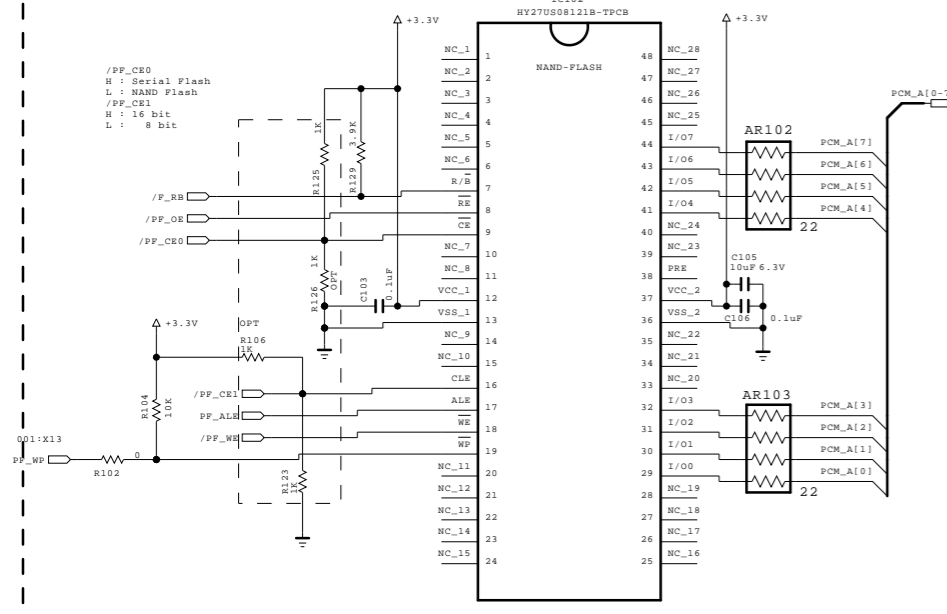 HY27US08121B-TPCB
NAND-FLASH
+3.3V
+3.3V
/PF_CE0
H : Serial Flash
L : NAND Flash
/PF_CE1
H : 16 bit
L : 8 bit
1K
R125
3.9K
R129
/F_RB
/PF_OE
/PF_CE0
1K
OPT
R126
C103
0.1uF
+3.3V
OPT
R106
1K
R104
10K
/PF_CE1
PF_ALE
/PF_WE
001:X13
PF_WP
R102
0
R123
1K
NC_1 1
NC_2 2
NC_3 3
NC_4 4
NC_5 5
NC_6 6
R/B 7
RE 8
CE 9
NC_7 10
NC_8 11
VCC_1 12
VSS_1 13
NC_9 14
NC_10 15
CLE 16
ALE 17
WE 18
WP 19
NC_11 20
NC_12 21
NC_13 22
NC_14 23
NC_15 24
48 NC_28
47 NC_27
46 NC_26
45 NC_25
44 I/O7
43 I/O6
42 I/O5
41 I/O4
40 NC_24
39 NC_23
38 PRE
37 VCC_2
36 VSS_2
35 NC_22
34 NC_21
33 NC_20
32 I/O3
31 I/O2
30 I/O1
29 I/O0
28 NC_19
27 NC_18
26 NC_17
25 NC_16
AR102
22
PCM_A[7]
PCM_A[6]
PCM_A[5]
PCM_A[4]
PCM_A[0-7
C105
10uF 6.3V
C106
0.1uF
AR103
22
PCM_A[3]
PCM_A[2]
PCM_A[1]
PCM_A[0]